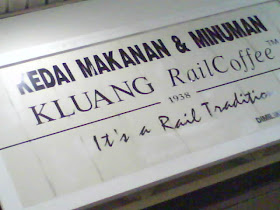 KEDAI MAKANAN & MINUMAN
KLUANG RailCoffee™
1938
It's a Rail Traditio